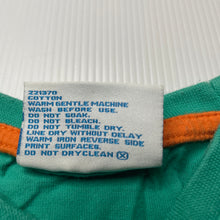 221970
COTTON
WARM GENTLE MACHINE
WASH BEFORE USE.
DO NOT SOAK.
DO NOT BLEACH.
DO NOT TUMBLE DRY.
LINE DRY WITHOUT DELAY
WARM IRON REVERSE SIDE
PRINT SURFACES.
DO NOT DRYCLEAN Ⓧ